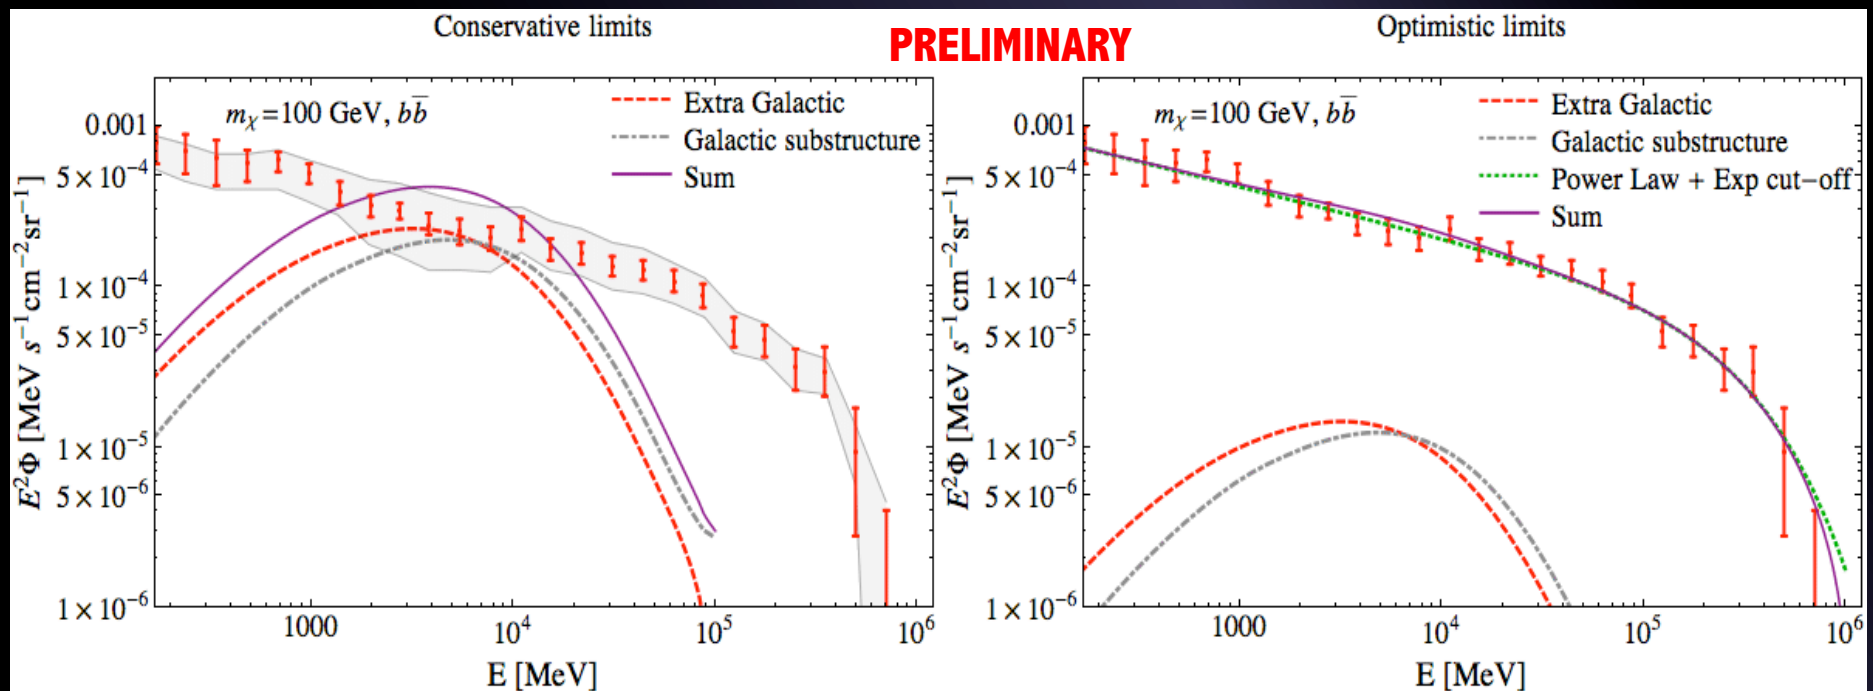 Conservative limits
PRELIMINARY
Optimistic limits
m_χ=100 GeV, bb̅
Extra Galactic
Galactic substructure
Sum
0.001
5×10⁻⁴
1×10⁻⁴
5×10⁻⁵
1×10⁻⁵
5×10⁻⁶
1×10⁻⁶
E²Φ [MeV s⁻¹cm⁻²sr⁻¹]
1000
10⁴
10⁵
10⁶
E [MeV]
m_χ=100 GeV, bb̅
Extra Galactic
Galactic substructure
Power Law + Exp cut-off
Sum
0.001
5×10⁻⁴
1×10⁻⁴
5×10⁻⁵
1×10⁻⁵
5×10⁻⁶
1×10⁻⁶
E²Φ [MeV s⁻¹cm⁻²sr⁻¹]
1000
10⁴
10⁵
10⁶
E [MeV]